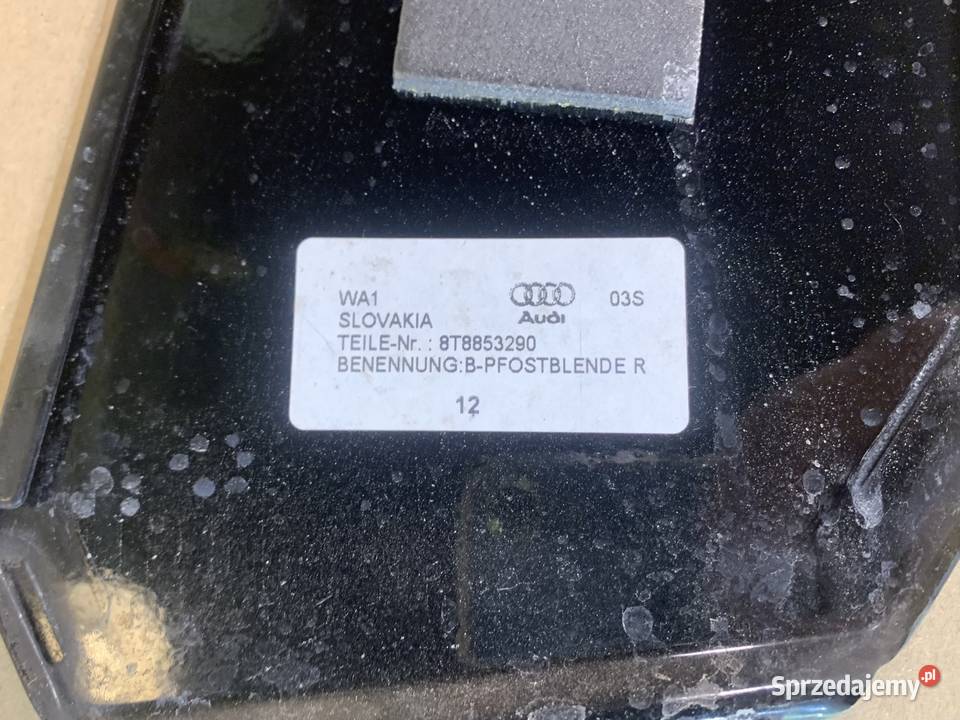 WA1 Audi 03S
SLOVAKIA
TEILE-Nr. : 8T8853290
BENENNUNG:B-PFOSTBLENDE R
12
Sprzedajemy.pl